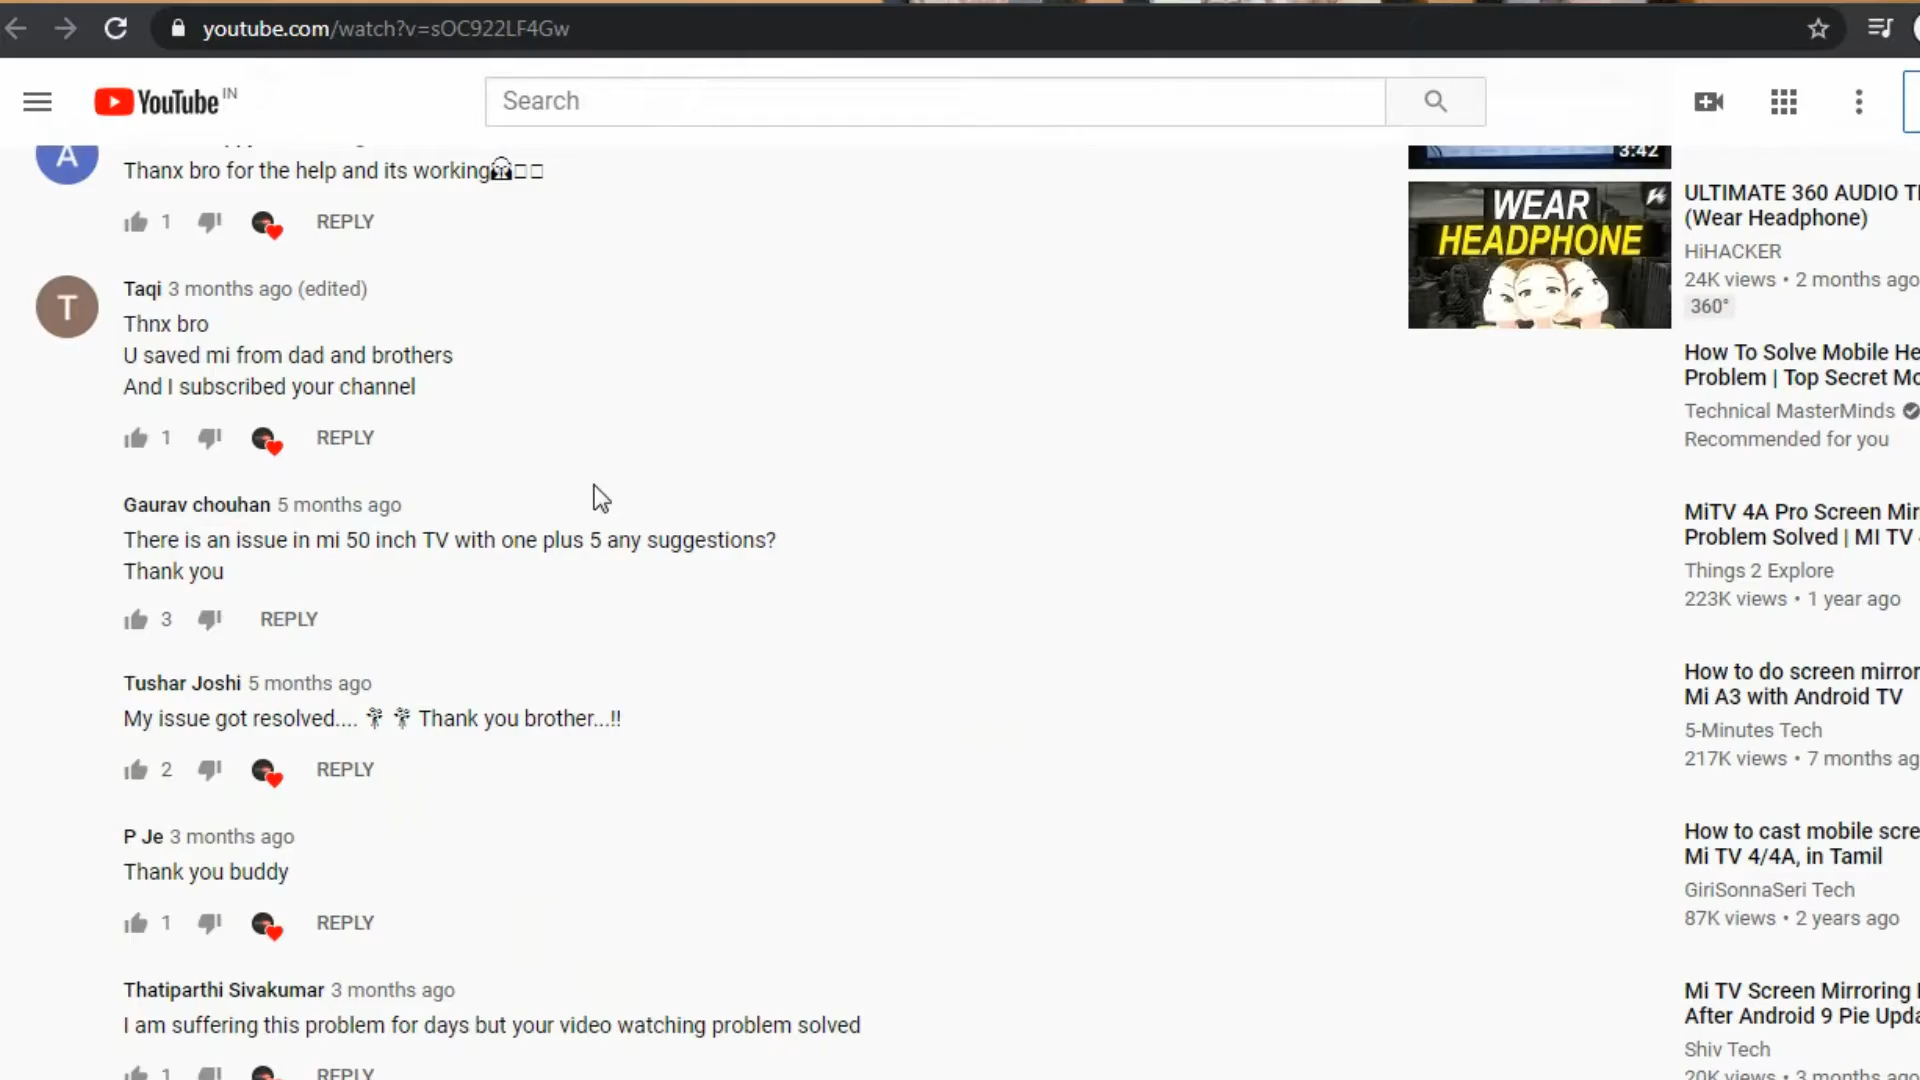 youtube.com/watch?v=sOC922LF4Gw
YouTube IN
Search
A
Thanx bro for the help and its working
1 REPLY
T
Taqi 3 months ago (edited)
Thnx bro
U saved mi from dad and brothers
And I subscribed your channel
1 REPLY
Gaurav chouhan 5 months ago
There is an issue in mi 50 inch TV with one plus 5 any suggestions?
Thank you
3 REPLY
Tushar Joshi 5 months ago
My issue got resolved.... Thank you brother...!!
2 REPLY
P Je 3 months ago
Thank you buddy
1 REPLY
Thatiparthi Sivakumar 3 months ago
I am suffering this problem for days but your video watching problem solved
1 REPLY
3:42
WEAR
HEADPHONE
ULTIMATE 360 AUDIO
(Wear Headphone)
HiHACKER
24K views • 2 months ago
360°
How To Solve Mobile
Problem | Top Secret
Technical MasterMinds
Recommended for you
MiTV 4A Pro Screen
Problem Solved | MI TV
Things 2 Explore
223K views • 1 year ago
How to do screen
Mi A3 with Android TV
5-Minutes Tech
217K views • 7 months
How to cast mobile
Mi TV 4/4A, in Tamil
GiriSonnaSeri Tech
87K views • 2 years ago
Mi TV Screen Mirroring
After Android 9 Pie
Shiv Tech
20K views • 3 months ago